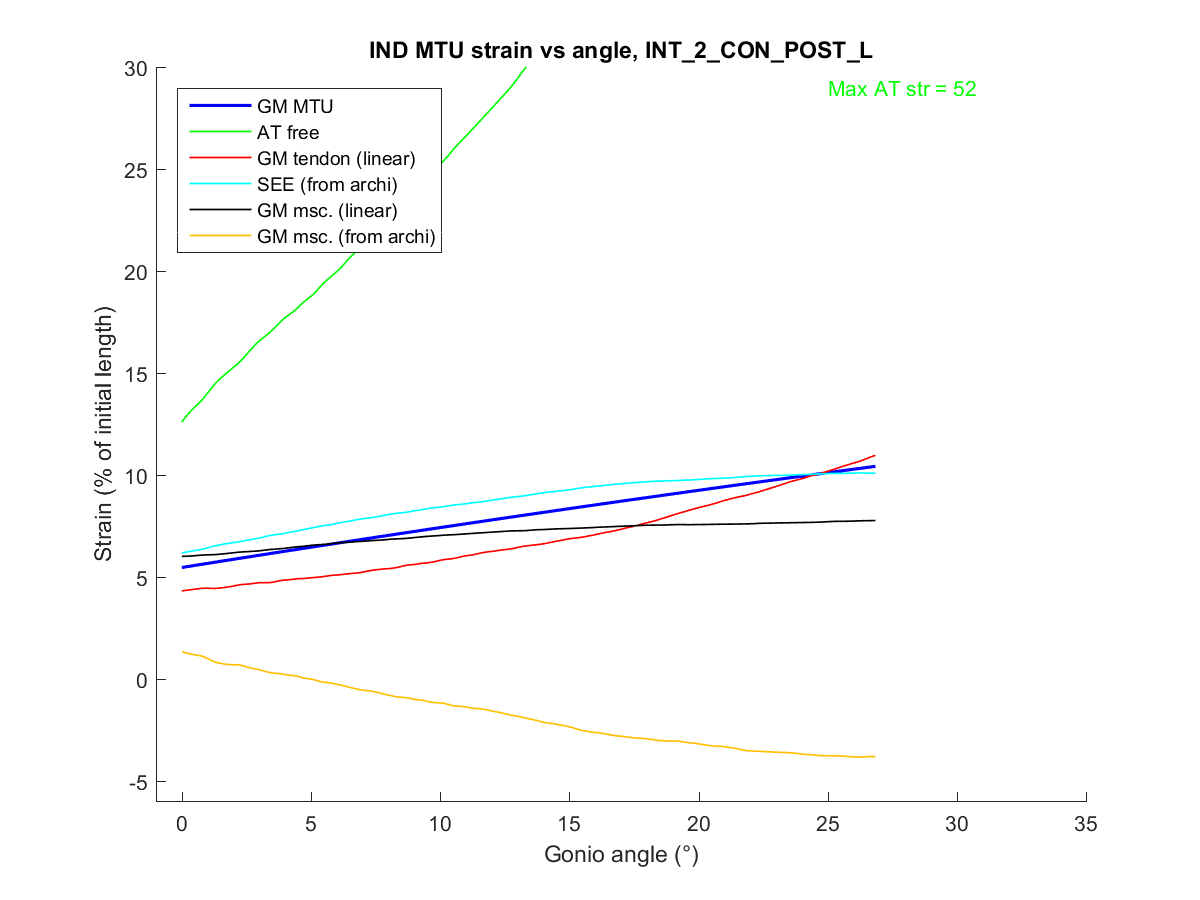 IND MTU strain vs angle, INT_2_CON_POST_L
Max AT str = 52
GM MTU
AT free
GM tendon (linear)
SEE (from archi)
GM msc. (linear)
GM msc. (from archi)
Strain (% of initial length)
30
25
20
15
10
5
0
-5
0 5 10 15 20 25 30 35
Gonio angle (°)